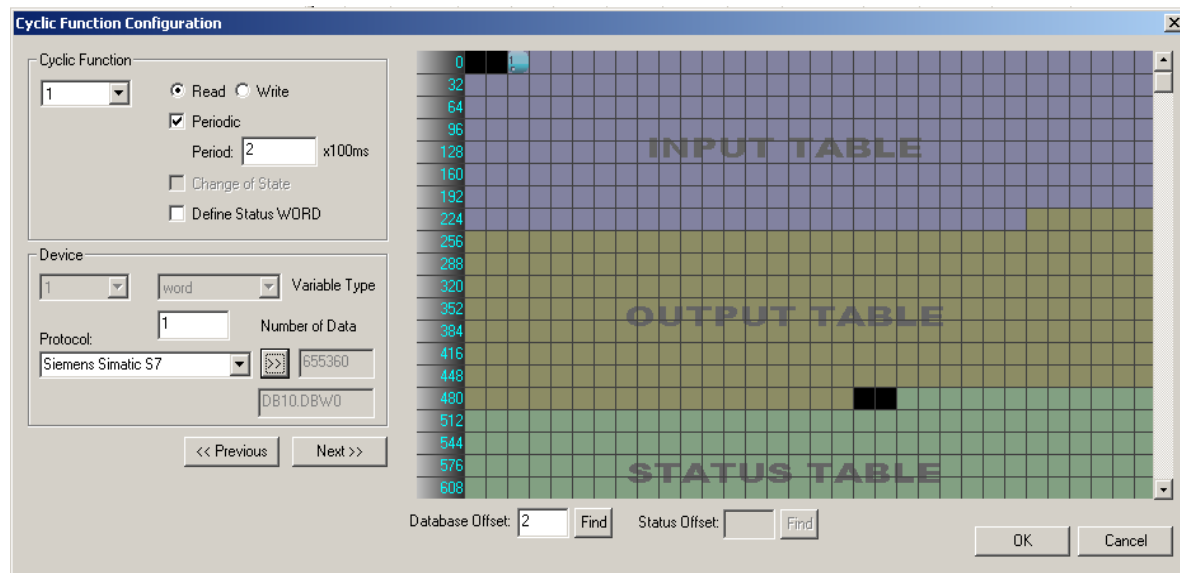 Cyclic Function Configuration
Cyclic Function
1
Read
Write
Periodic
Period: 2 x100ms
Change of State
Define Status WORD
Device
1
word
Variable Type
1
Number of Data
Protocol:
Siemens Simatic S7
>>
655360
DB10.DBW0
<< Previous
Next >>
0
1
32
64
96
128
160
192
224
256
288
320
352
384
416
448
480
512
544
576
608
INPUT TABLE
OUTPUT TABLE
STATUS TABLE
Database Offset: 2 Find Status Offset: Find
OK
Cancel